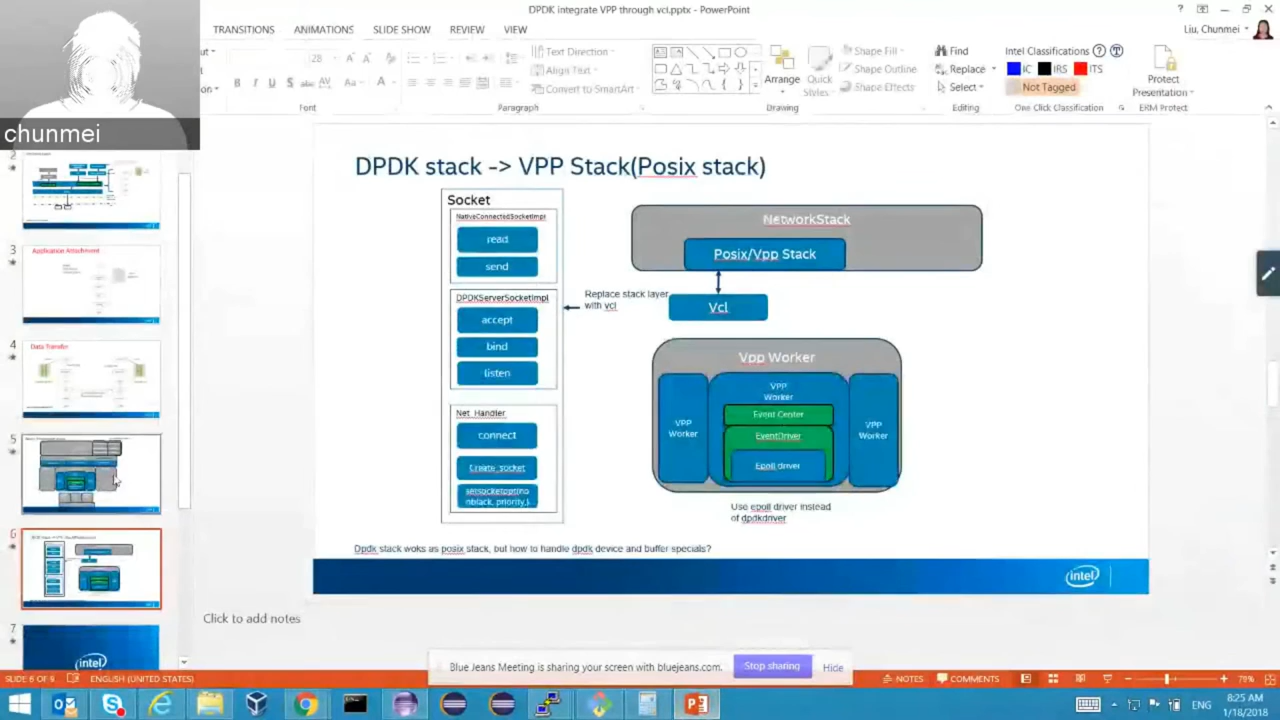 DPDK integrate VPP through vci.pptx - PowerPoint
TRANSITIONS ANIMATIONS SLIDE SHOW REVIEW VIEW
Liu, Chunmei
28
Text Direction
Align Text
Convert to SmartArt
Arrange
Quick Styles
Shape Fill
Shape Outline
Shape Effects
Find
Replace
Select
Intel Classifications
IC IRS ITS
Not Tagged
Protect Presentation
Font Paragraph Drawing Editing One Click Classification ERM Protect
chunmei
2
3
Application Attachment
4
Data Transfer
5
6
7
intel
DPDK stack -> VPP Stack(Posix stack)
Socket
NativeConnectedSocketImpl
read
send
DPDKServerSocketImpl
accept
bind
listen
Net_Handler
connect
Create_socket
setsocketopt(no
nblack, priority,)
Replace stack layer
with vcl
NetworkStack
Posix/Vpp Stack
Vcl
Vpp Worker
VPP
Worker
VPP
Worker
Event Center
EventDriver
Epoll driver
VPP
Worker
Use epoll driver instead
of dpdkdriver
Dpdk stack woks as posix stack, but how to handle dpdk device and buffer specials?
intel
Click to add notes
Blue Jeans Meeting is sharing your screen with bluejeans.com.
Stop sharing
Hide
SLIDE 6 OF 9
ENGLISH (UNITED STATES)
NOTES
COMMENTS
79%
ENG
8:25 AM
1/18/2018